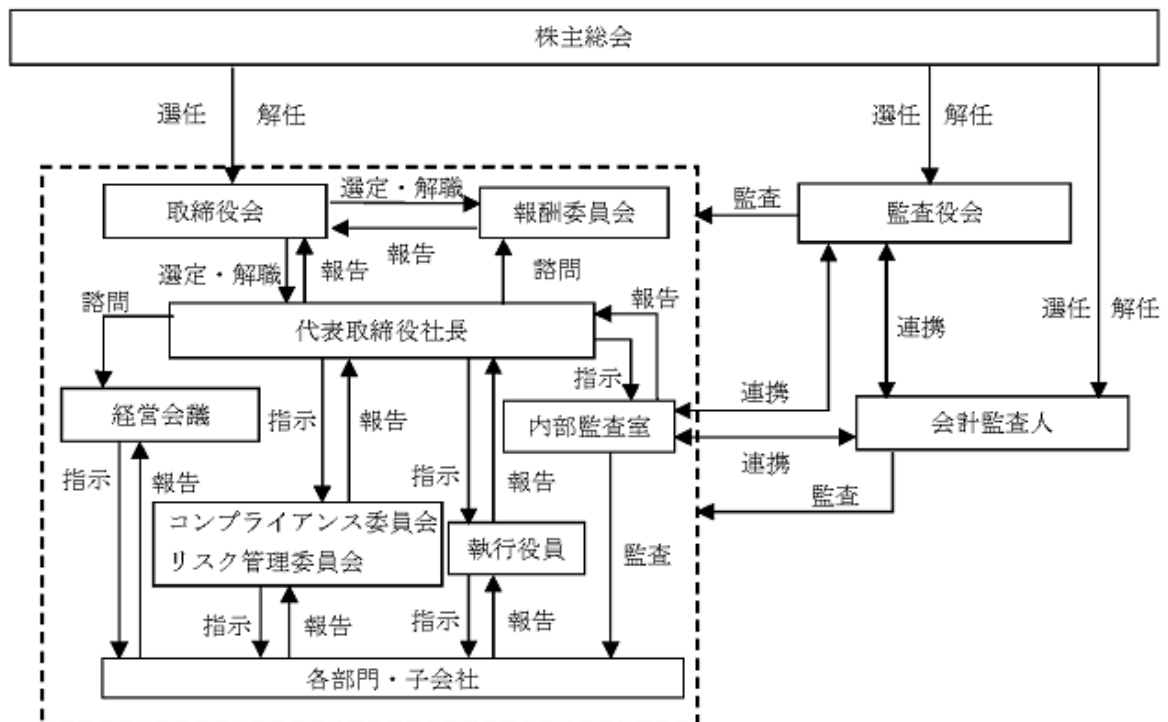 株主総会
選任
解任
選任
解任
取締役会
選定・解職
報酬委員会
監査
監査役会
報告
選定・解職
報告
諮問
諮問
報告
選任
解任
代表取締役社長
連携
指示
経営会議
指示
報告
内部監査室
連携
会計監査人
連携
指示
報告
指示
報告
監査
コンプライアンス委員会
リスク管理委員会
執行役員
監査
指示
報告
指示
報告
各部門・子会社